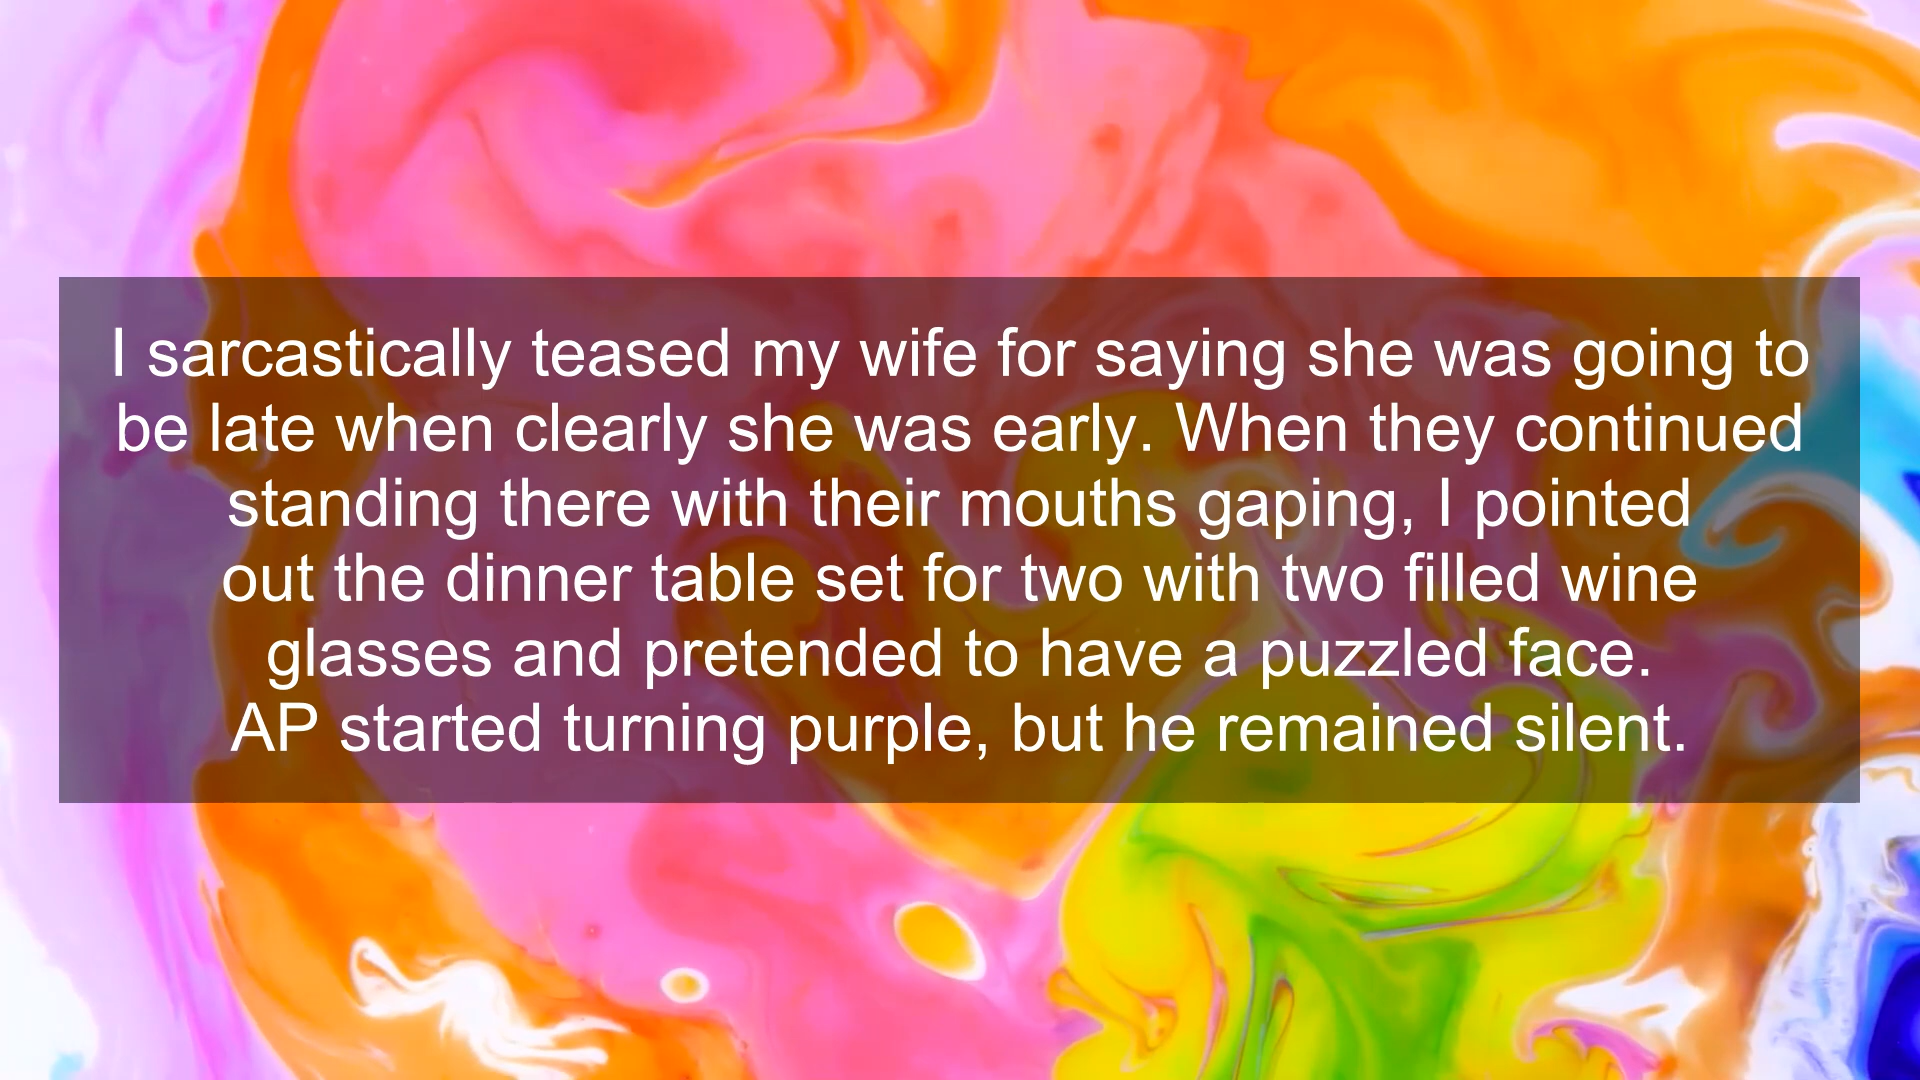 I sarcastically teased my wife for saying she was going to
be late when clearly she was early. When they continued
standing there with their mouths gaping, I pointed
out the dinner table set for two with two filled wine
glasses and pretended to have a puzzled face.
AP started turning purple, but he remained silent.